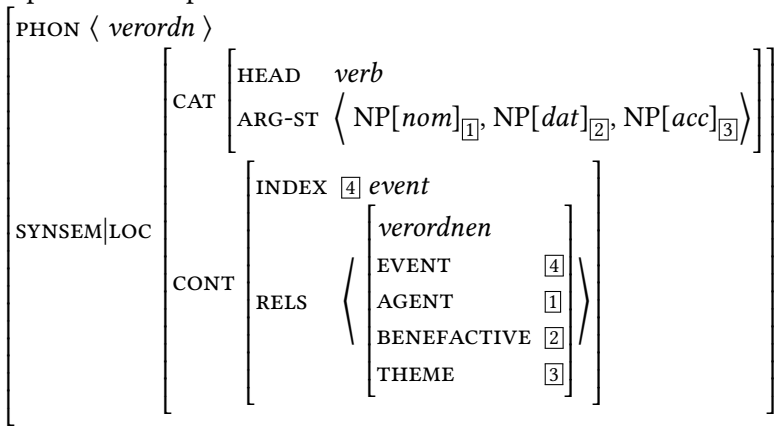 PHON ⟨ verordn ⟩
HEAD verb
CAT
ARG-ST ⟨ NP[nom]1, NP[dat]2, NP[acc]3 ⟩
INDEX 4 event
verordnen
SYNSEM|LOC
EVENT 4
CONT
RELS ⟨ ⟩
AGENT 1
BENEFACTIVE 2
THEME 3